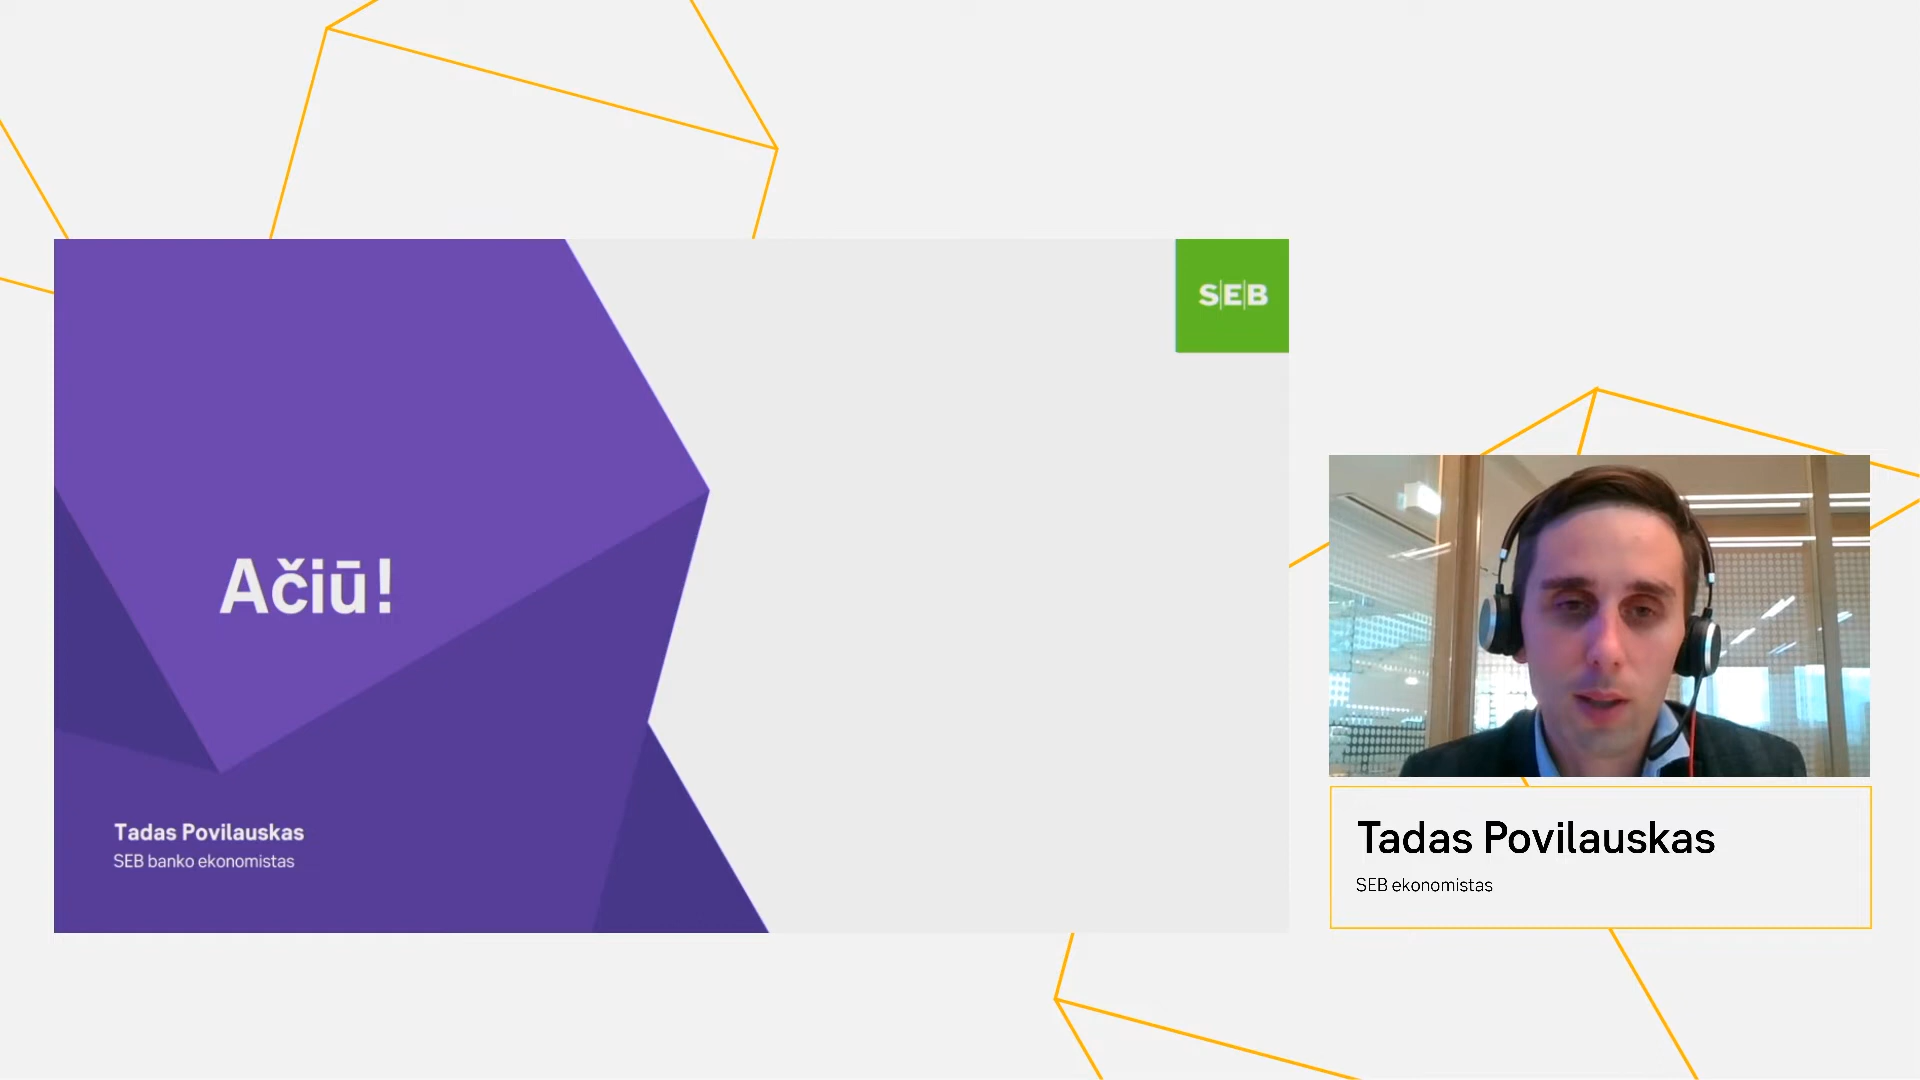 SEB
Ačiū!
Tadas Povilauskas
SEB banko ekonomistas
Tadas Povilauskas
SEB ekonomistas